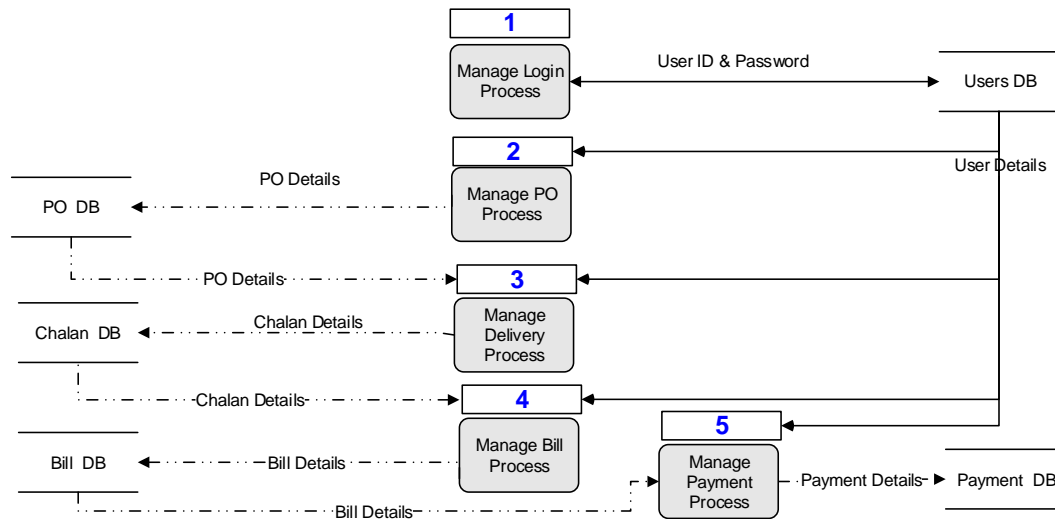 1
Manage Login
Process
User ID & Password
Users DB
2
User Details
Manage PO
Process
PO Details
PO DB
PO Details
3
Manage
Delivery
Process
Chalan Details
Chalan DB
Chalan Details
4
5
Manage Bill
Process
Bill Details
Bill DB
Manage
Payment
Process
Payment Details
Payment DB
Bill Details